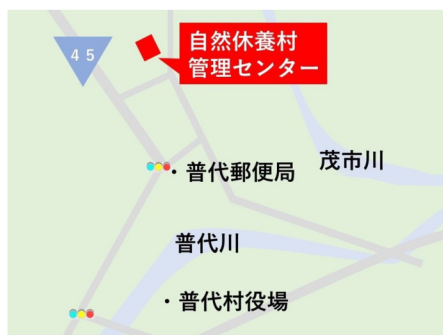 45
自然休養村
管理センター
・普代郵便局
茂市川
普代川
・普代村役場